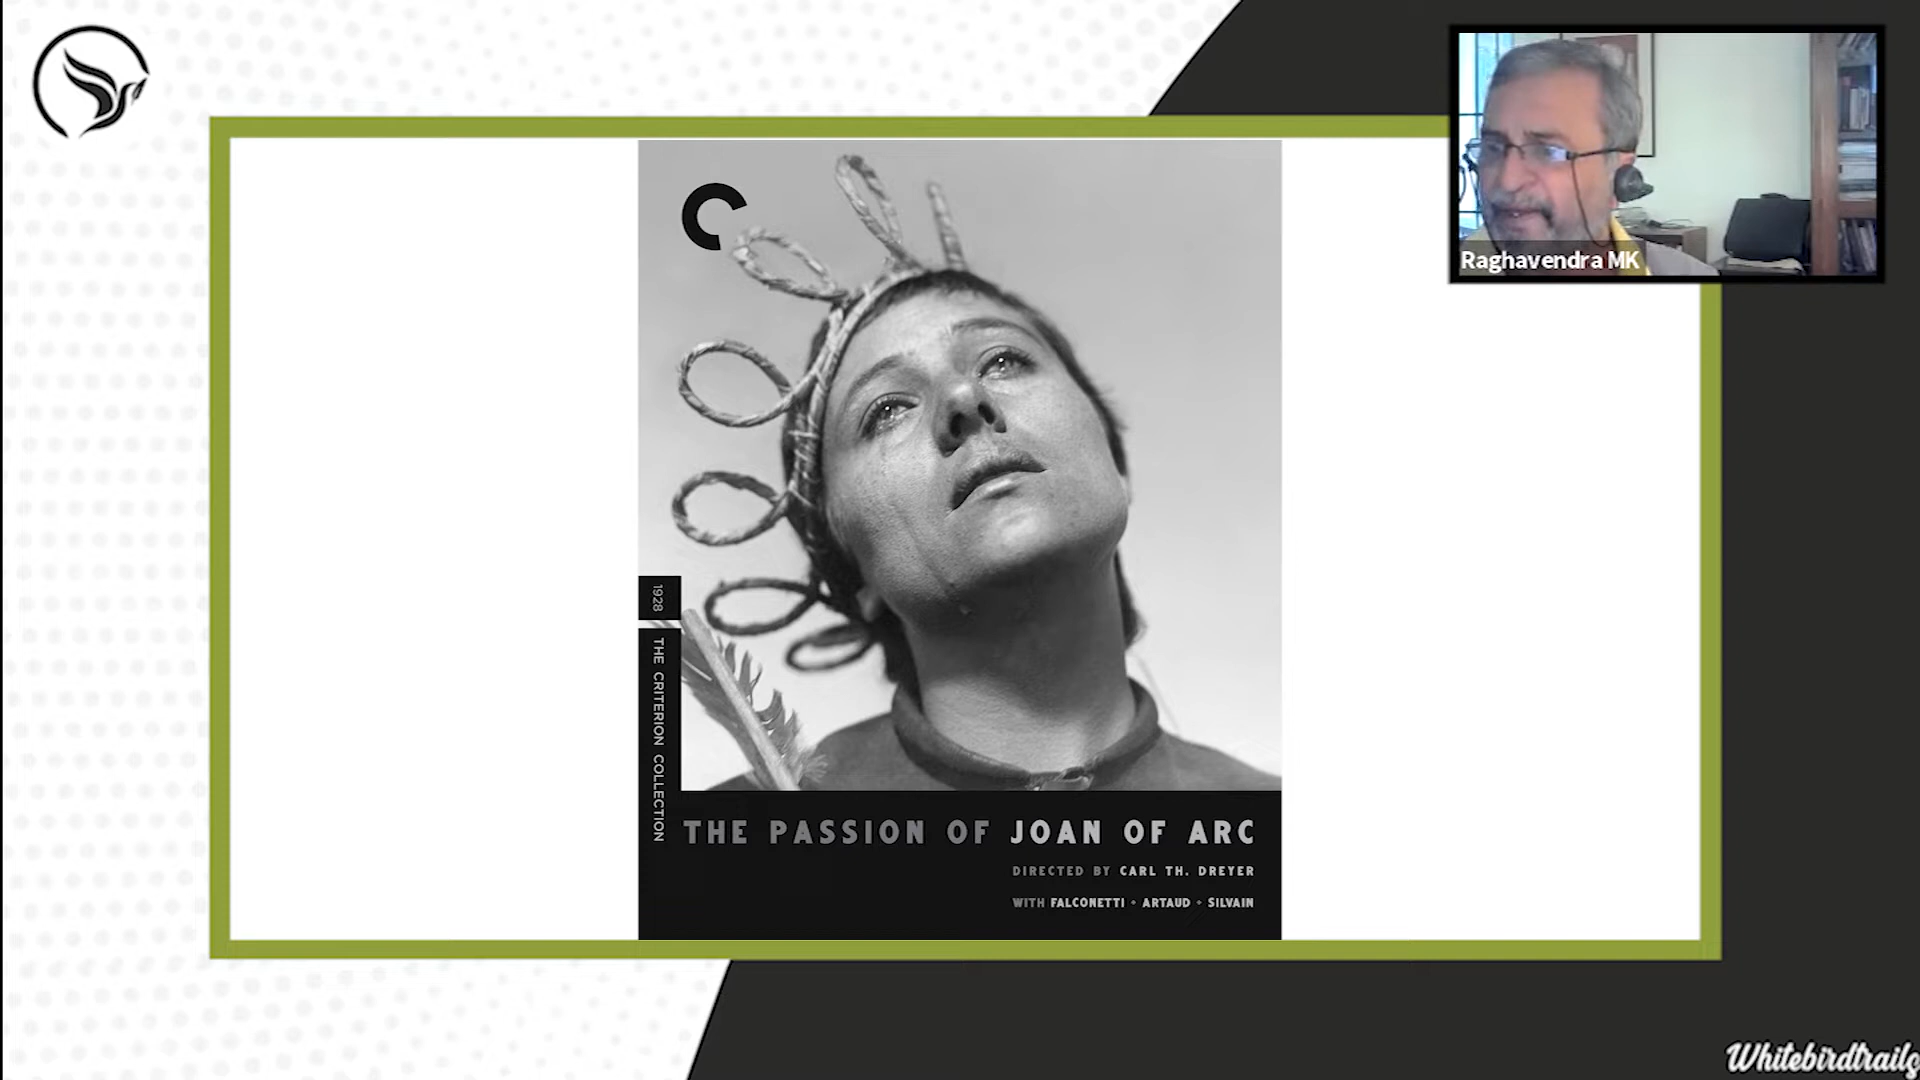 Raghavendra MK
1928
THE CRITERION COLLECTION
THE PASSION OF JOAN OF ARC
DIRECTED BY CARL TH. DREYER
WITH FALCONETTI • ARTAUD • SILVAIN
Whitebirdtrails